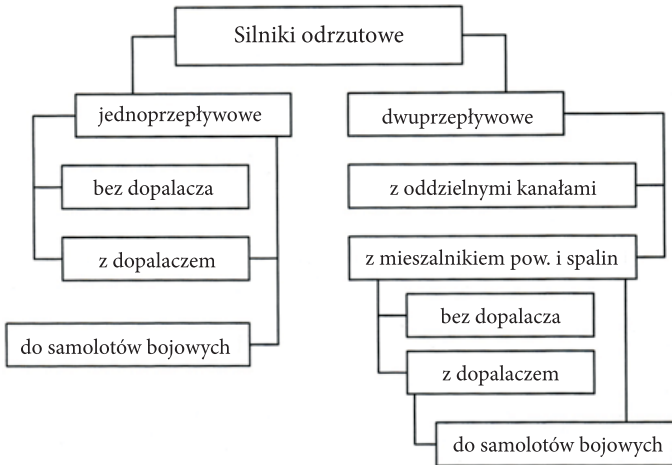 Silniki odrzutowe
jednoprzepływowe
bez dopalacza
z dopalaczem
do samolotów bojowych
dwuprzepływowe
z oddzielnymi kanałami
z mieszalnikiem pow. i spalin
bez dopalacza
z dopalaczem
do samolotów bojowych